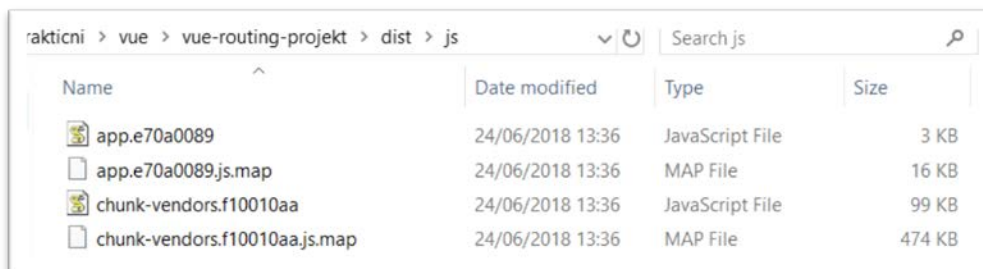 rakticni > vue > vue-routing-projekt > dist > js Search js
Name Date modified Type Size
app.e70a0089 24/06/2018 13:36 JavaScript File 3 KB
app.e70a0089.js.map 24/06/2018 13:36 MAP File 16 KB
chunk-vendors.f10010aa 24/06/2018 13:36 JavaScript File 99 KB
chunk-vendors.f10010aa.js.map 24/06/2018 13:36 MAP File 474 KB